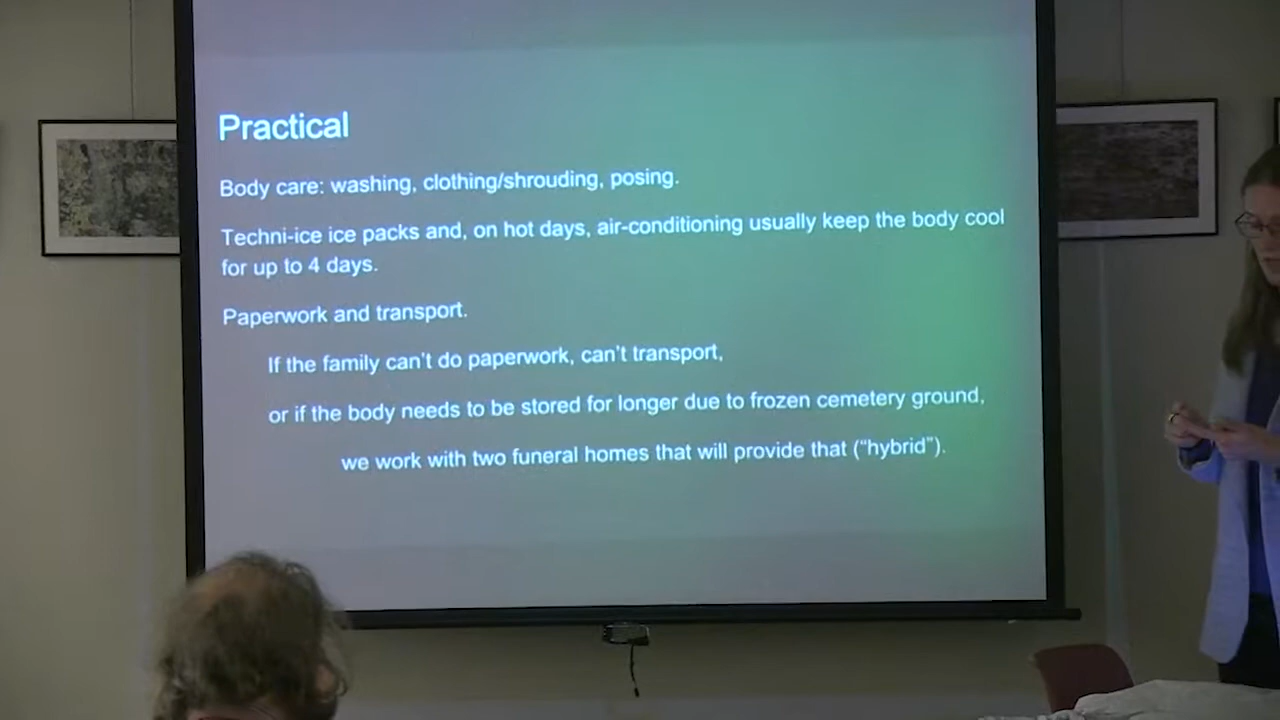 Practical
Body care: washing, clothing/shrouding, posing.
Techni-ice ice packs and, on hot days, air-conditioning usually keep the body cool
for up to 4 days.
Paperwork and transport.
If the family can't do paperwork, can't transport,
or if the body needs to be stored for longer due to frozen cemetery ground,
we work with two funeral homes that will provide that (“hybrid”).